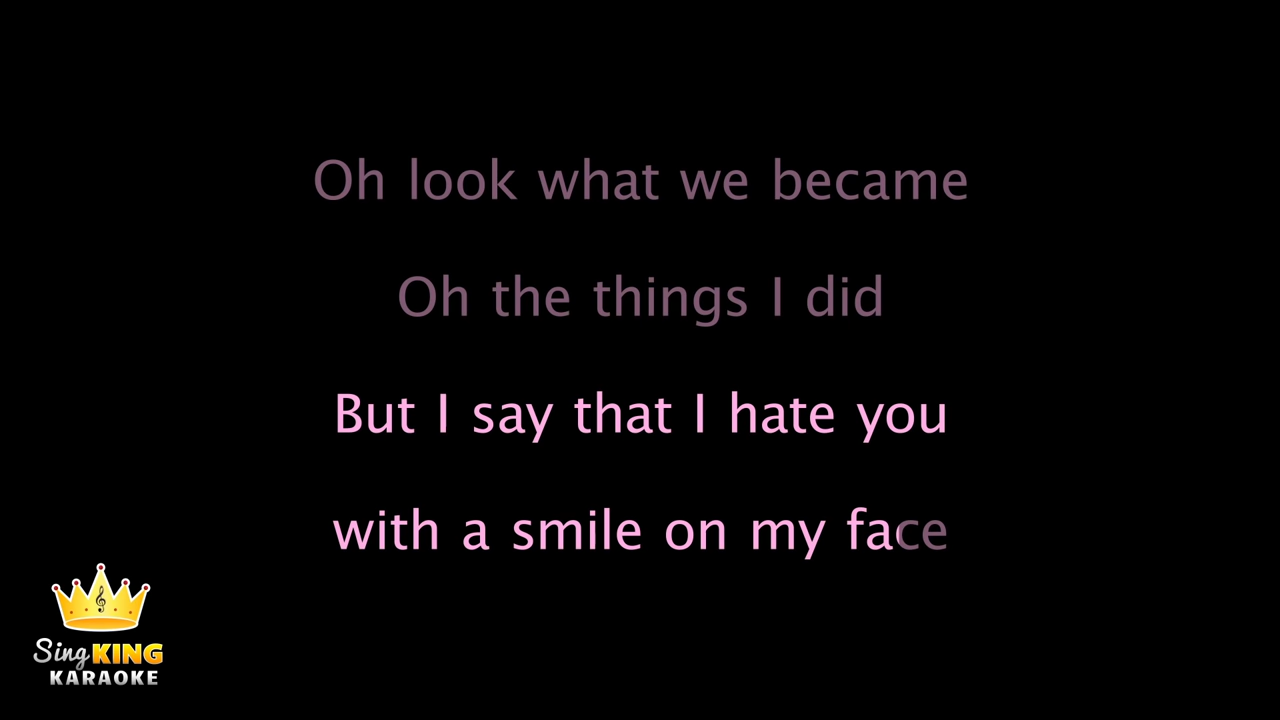 Oh look what we became
Oh the things I did
But I say that I hate you
with a smile on my face
Sing KING
KARAOKE